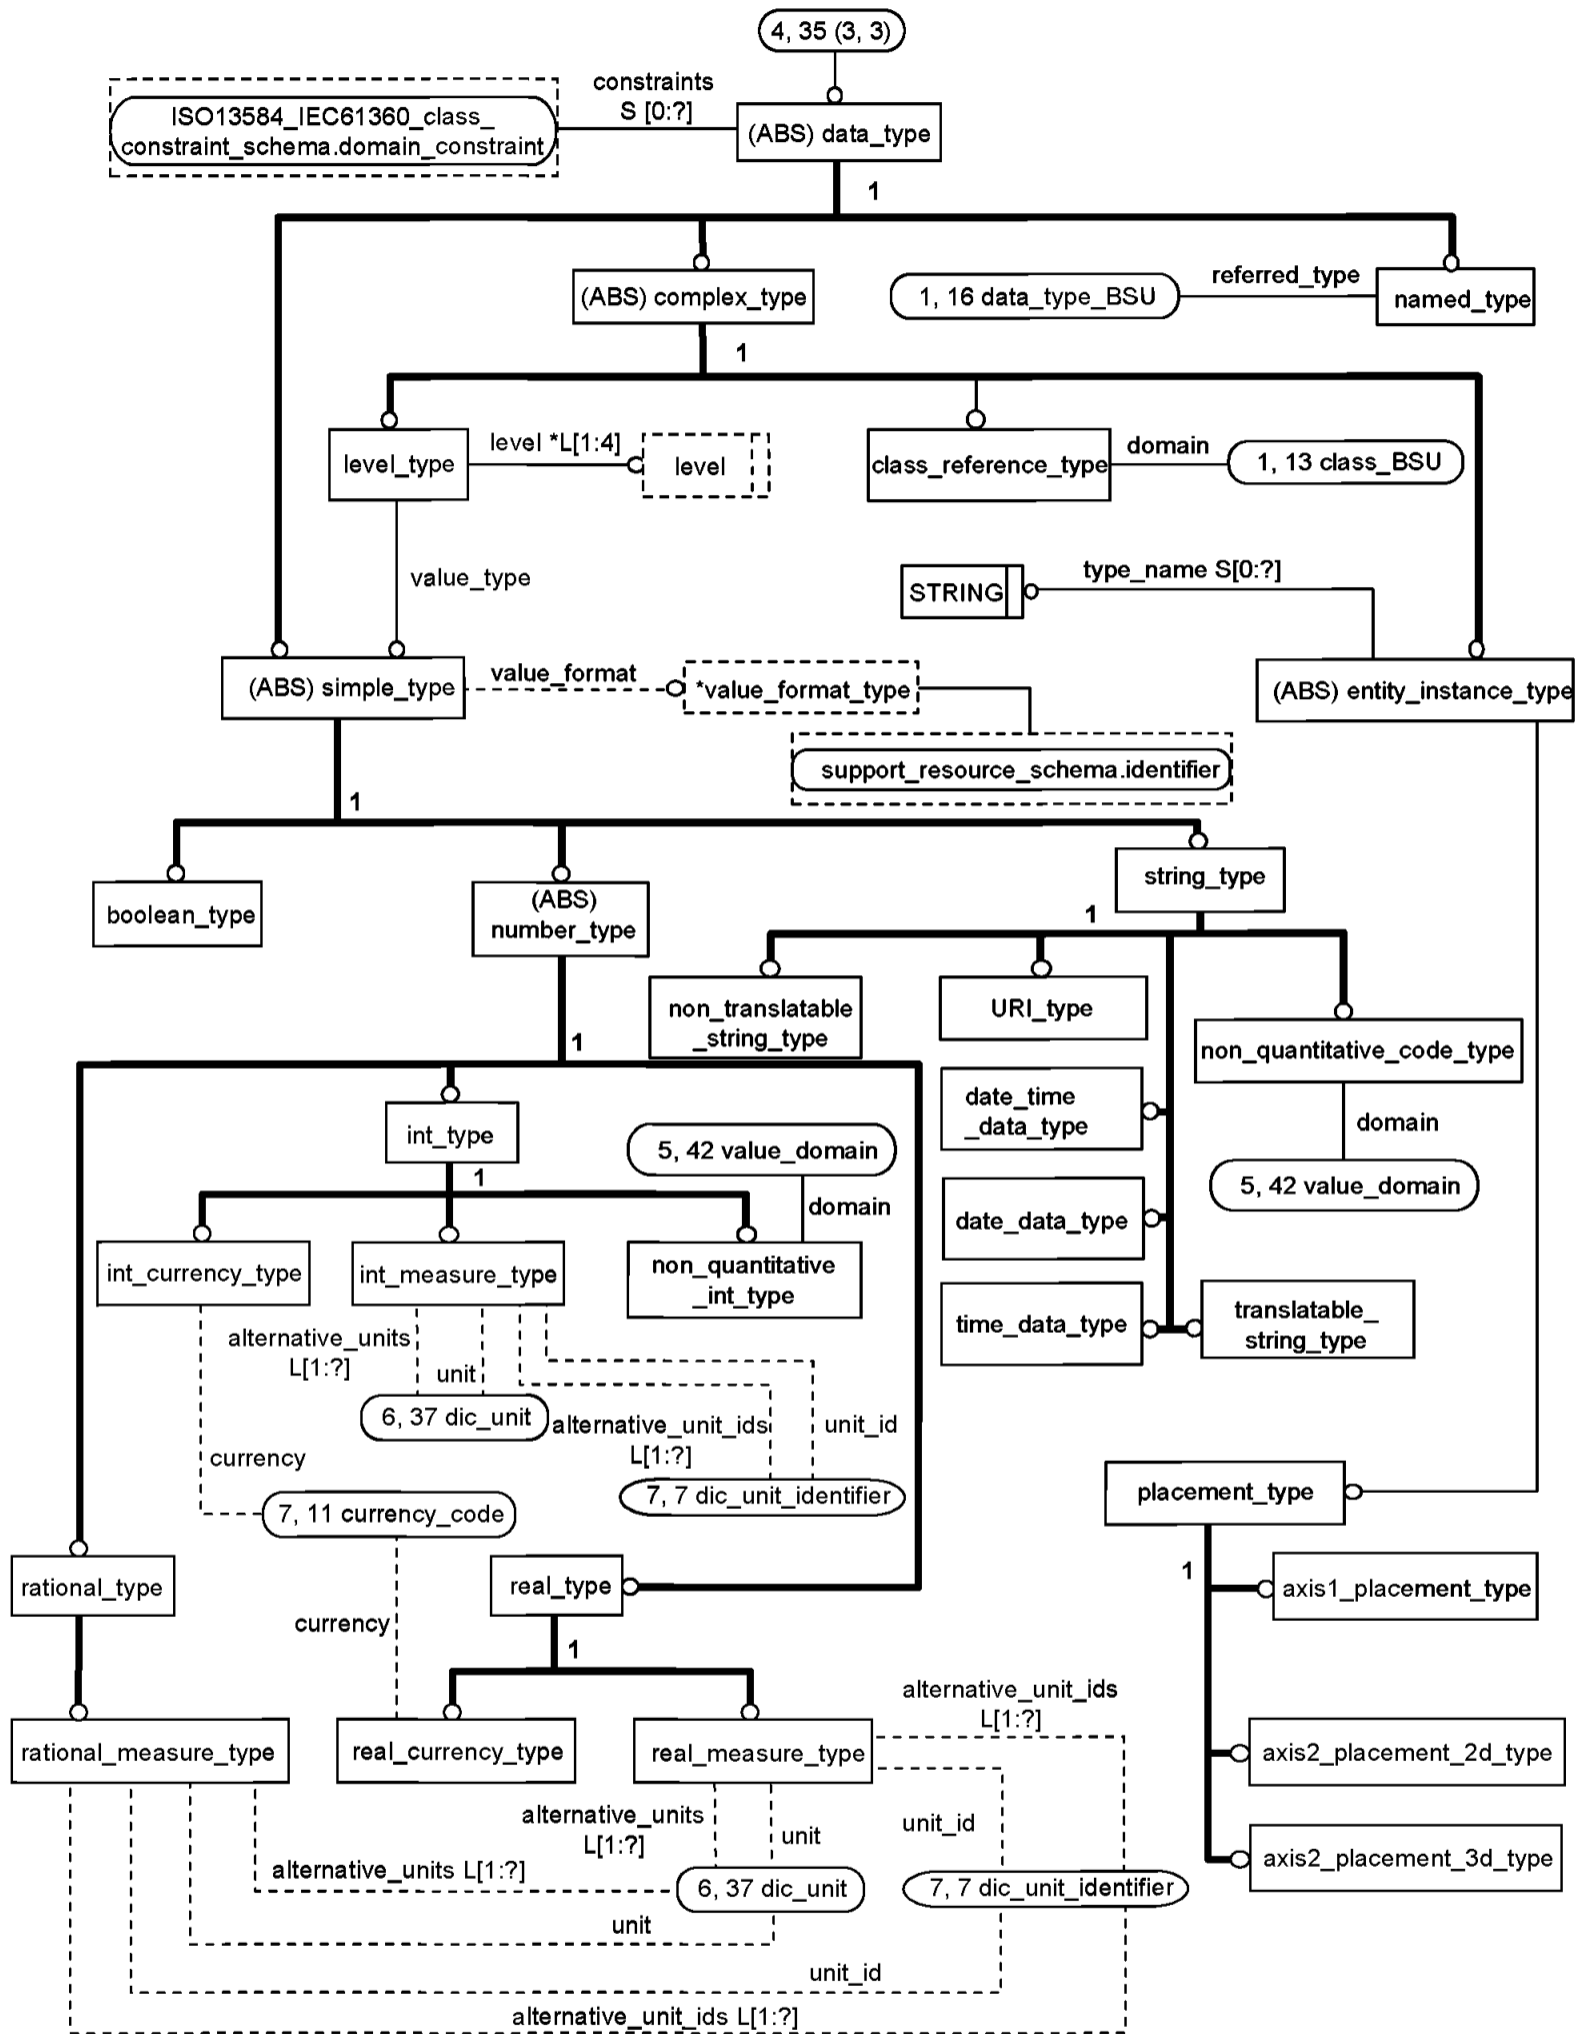 4, 35 (3, 3)
constraints
S [0:?]
ISO13584_IEC61360_class_
constraint_schema.domain_constraint
(ABS) data_type
1
(ABS) complex_type
1, 16 data_type_BSU
referred_type
named_type
1
level_type
level *L[1:4]
level
class_reference_type
domain
1, 13 class_BSU
value_type
STRING
type_name S[0:?]
(ABS) simple_type
value_format
*value_format_type
(ABS) entity_instance_type
support_resource_schema.identifier
1
boolean_type
(ABS)
number_type
string_type
1
non_translatable
_string_type
URI_type
non_quantitative_code_type
1
date_time
_data_type
domain
int_type
5, 42 value_domain
5, 42 value_domain
1
domain
date_data_type
int_currency_type
int_measure_type
non_quantitative
_int_type
time_data_type
translatable_
string_type
alternative_units
L[1:?]
unit
6, 37 dic_unit
alternative_unit_ids
L[1:?]
unit_id
currency
7, 7 dic_unit_identifier
7, 11 currency_code
placement_type
rational_type
real_type
1
axis1_placement_type
currency
1
alternative_unit_ids
L[1:?]
rational_measure_type
real_currency_type
real_measure_type
axis2_placement_2d_type
alternative_units
L[1:?]
unit
unit_id
alternative_units L[1:?]
6, 37 dic_unit
7, 7 dic_unit_identifier
axis2_placement_3d_type
unit
unit_id
alternative_unit_ids L[1:?]